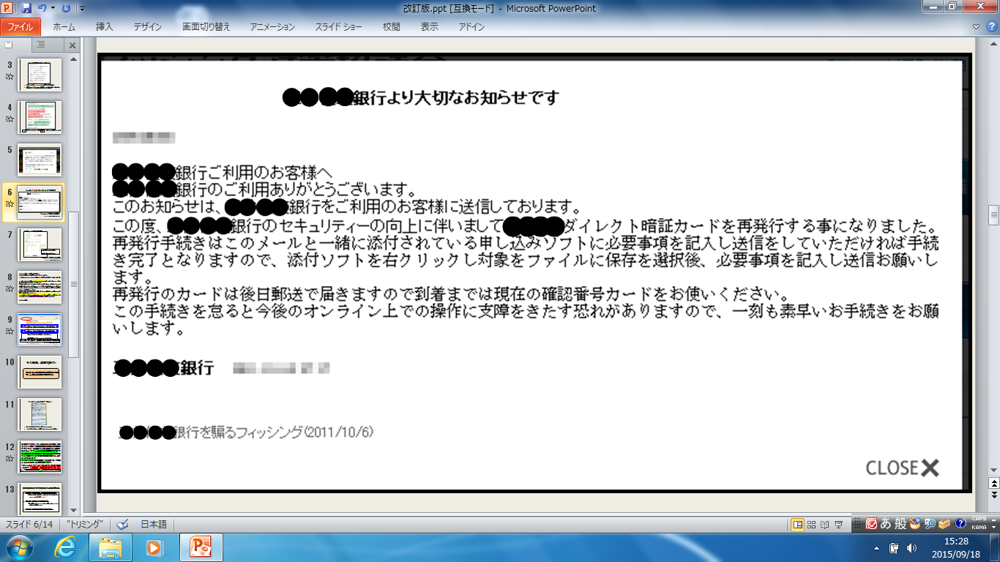 改訂版.ppt [互換モード] - Microsoft PowerPoint
ファイル ホーム 挿入 デザイン 画面切り替え アニメーション スライド ショー 校閲 表示 アドイン
3
4
5
6
7
8
9
10
11
12
13
銀行より大切なお知らせです
銀行ご利用のお客様へ
銀行のご利用ありがとうございます。
このお知らせは、銀行をご利用のお客様に送信しております。
この度、銀行のセキュリティーの向上に伴いましてダイレクト暗証カードを再発行する事になりました。
再発行手続きはこのメールと一緒に添付されている申し込みソフトに必要事項を記入し送信をしていただければ手続
き完了となりますので、添付ソフトを右クリックし対象をファイルに保存を選択後、必要事項を記入し送信お願いし
ます。
再発行のカードは後日郵送で届きますので到着までは現在の確認番号カードをお使いください。
この手続きを怠ると今後のオンライン上での操作に支障をきたす恐れがありますので、一刻も素早いお手続きをお願
いします。
銀行
銀行を騙るフィッシング(2011/10/6)
CLOSE
スライド 6/14 "トリミング" 日本語
あ 般 CAPS KANA
15:28
2015/09/18